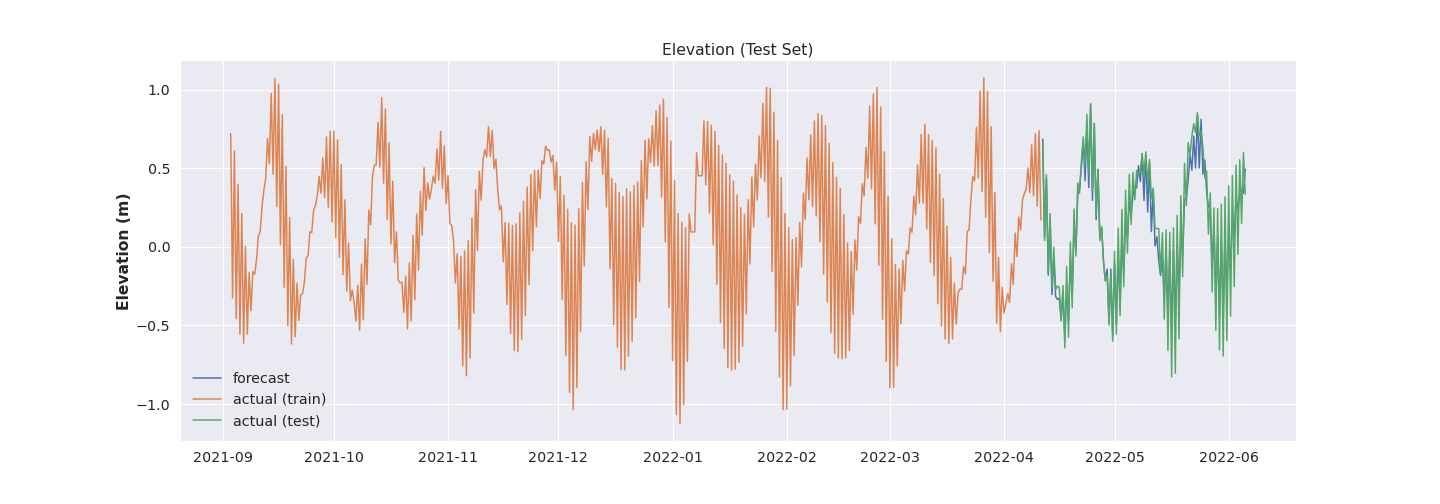 Elevation (Test Set)
Elevation (m)
1.0
0.5
0.0
−0.5
−1.0
forecast
actual (train)
actual (test)
2021-09 2021-10 2021-11 2021-12 2022-01 2022-02 2022-03 2022-04 2022-05 2022-06